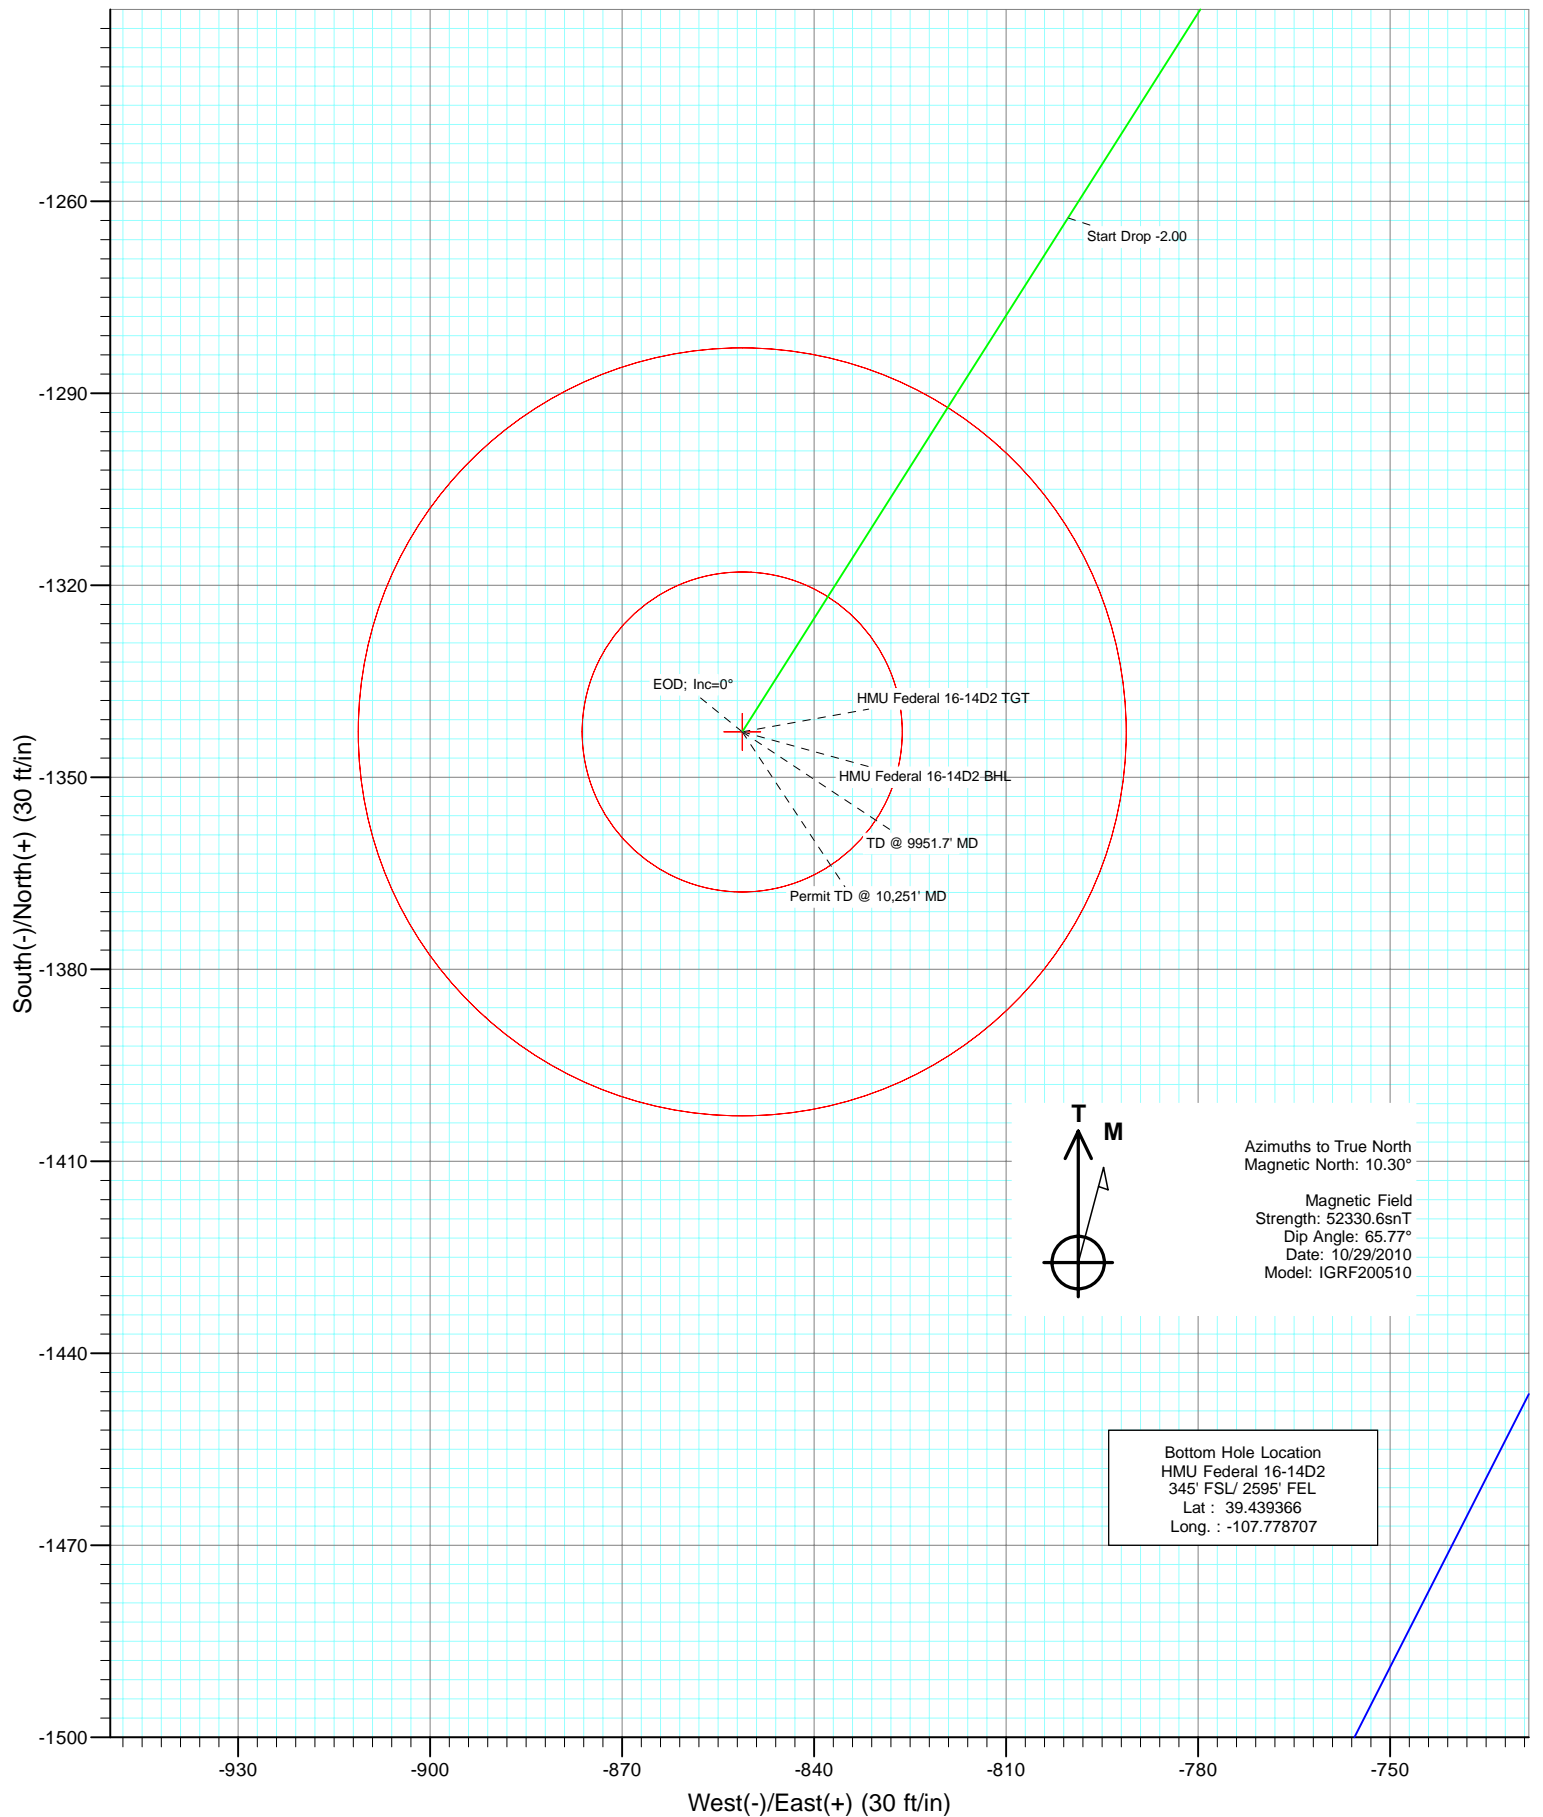 -1260
Start Drop -2.00
-1290
-1320
EOD; Inc=0°
HMU Federal 16-14D2 TGT
-1350
HMU Federal 16-14D2 BHL
TD @ 9951.7' MD
Permit TD @ 10,251' MD
South(-)/North(+) (30 ft/in)
-1380
T
M
Azimuths to True North
Magnetic North: 10.30°
Magnetic Field
Strength: 52330.6snT
Dip Angle: 65.77°
Date: 10/29/2010
Model: IGRF200510
-1410
-1440
Bottom Hole Location
HMU Federal 16-14D2
345' FSL/ 2595' FEL
Lat : 39.439366
Long. : -107.778707
-1470
-1500
-930 -900 -870 -840 -810 -780 -750
West(-)/East(+) (30 ft/in)